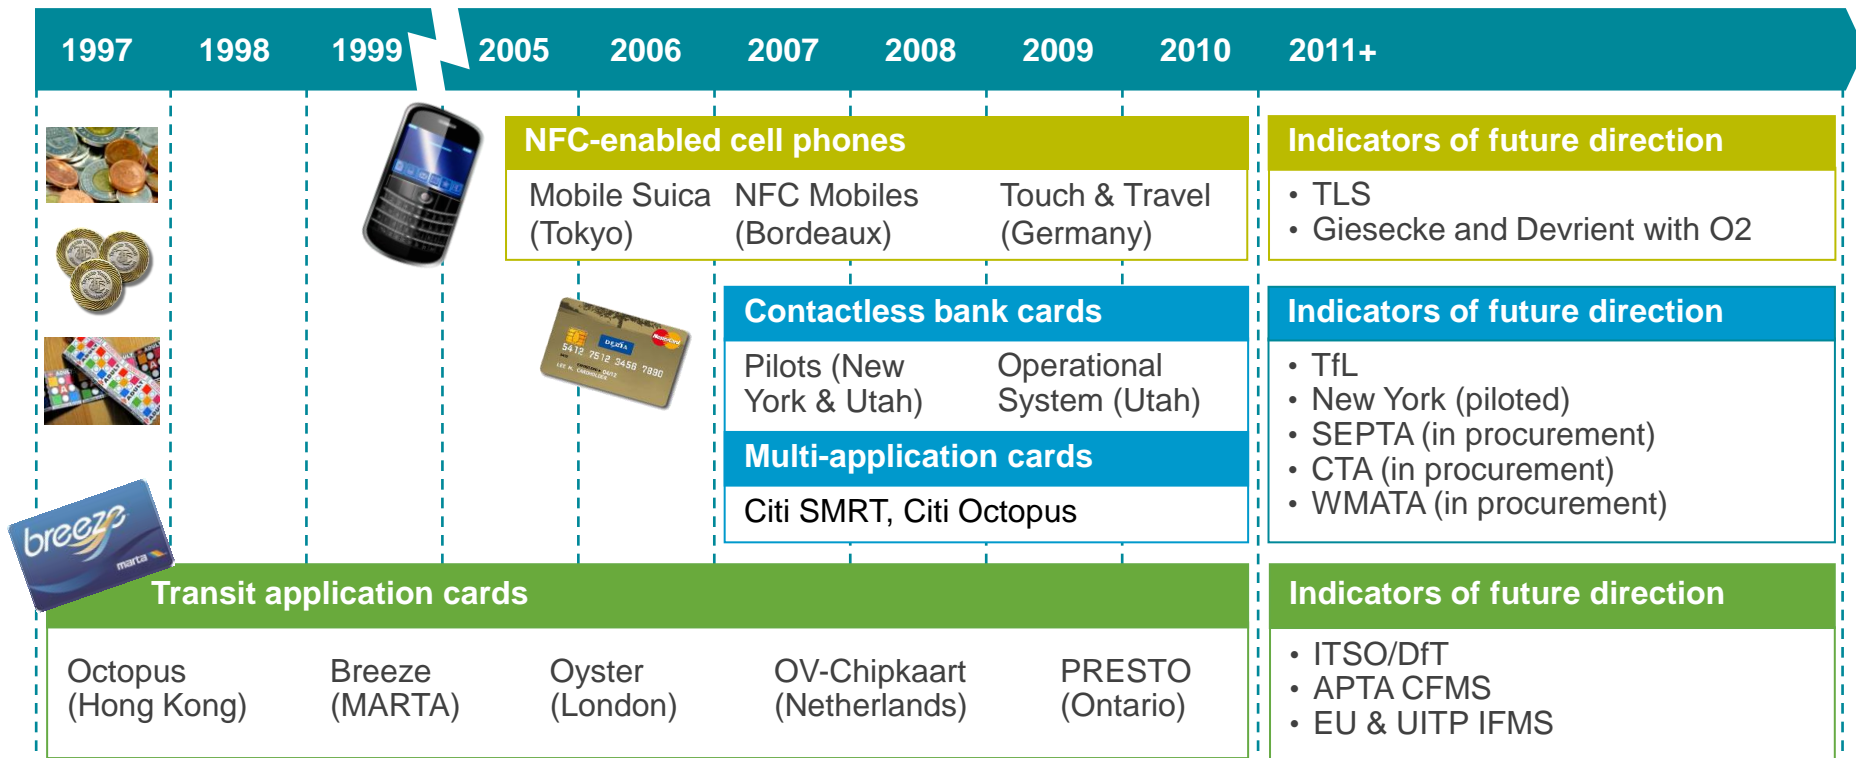 1997 1998 1999 2005 2006 2007 2008 2009 2010 2011+
NFC-enabled cell phones
Mobile Suica
(Tokyo)
NFC Mobiles
(Bordeaux)
Touch & Travel
(Germany)
Indicators of future direction
• TLS
• Giesecke and Devrient with O2
5412 7512 3458 7890
Contactless bank cards
Pilots (New
York & Utah)
Operational
System (Utah)
Multi-application cards
Citi SMRT, Citi Octopus
Indicators of future direction
• TfL
• New York (piloted)
• SEPTA (in procurement)
• CTA (in procurement)
• WMATA (in procurement)
breeze
marta
Transit application cards
Octopus
(Hong Kong)
Breeze
(MARTA)
Oyster
(London)
OV-Chipkaart
(Netherlands)
PRESTO
(Ontario)
Indicators of future direction
• ITSO/DfT
• APTA CFMS
• EU & UITP IFMS